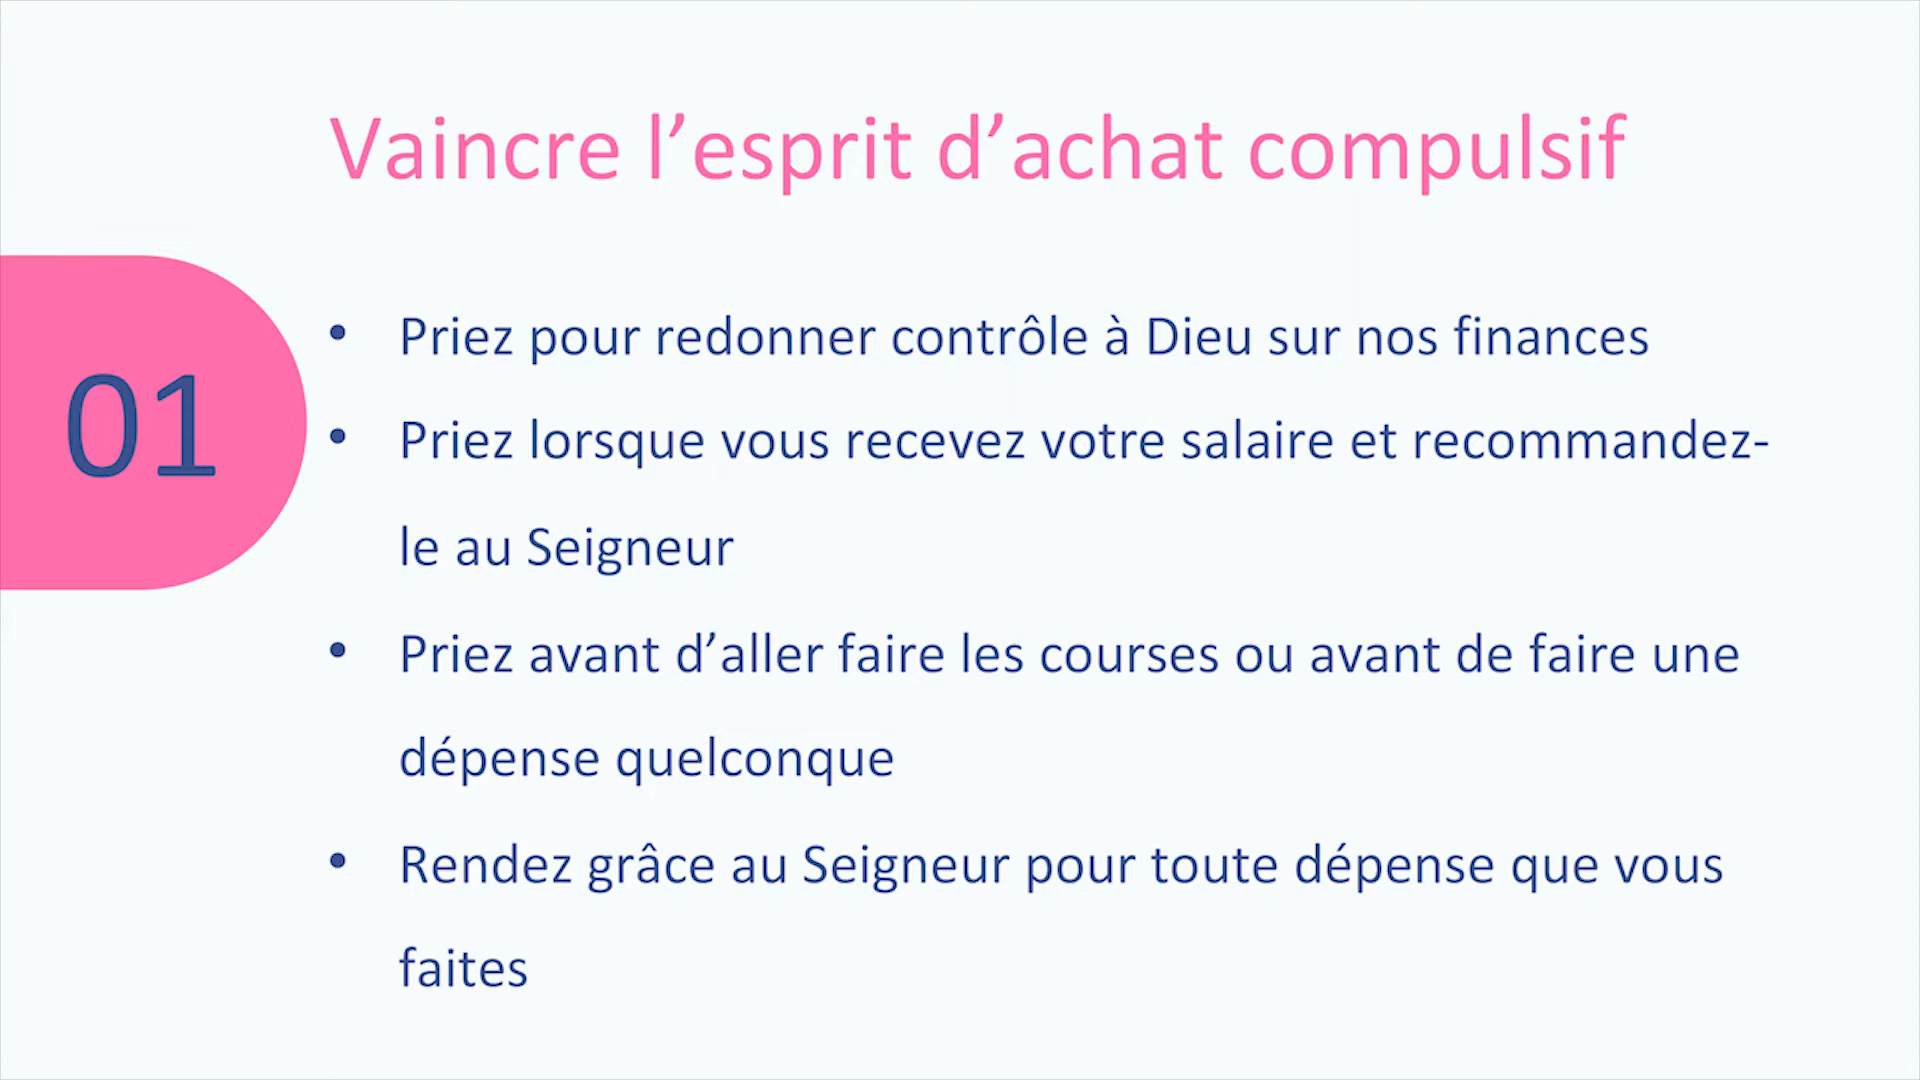 Vaincre l’esprit d’achat compulsif
01
• Priez pour redonner contrôle à Dieu sur nos finances
• Priez lorsque vous recevez votre salaire et recommandez-
le au Seigneur
• Priez avant d’aller faire les courses ou avant de faire une
dépense quelconque
• Rendez grâce au Seigneur pour toute dépense que vous
faites